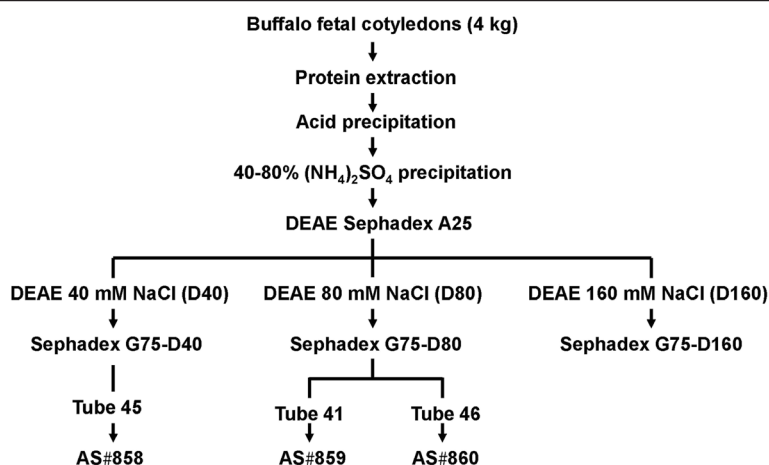 Buffalo fetal cotyledons (4 kg)
Protein extraction
Acid precipitation
40-80% (NH₄)₂SO₄ precipitation
DEAE Sephadex A25
DEAE 40 mM NaCl (D40) DEAE 80 mM NaCl (D80) DEAE 160 mM NaCl (D160)
Sephadex G75-D40 Sephadex G75-D80 Sephadex G75-D160
Tube 45 Tube 41 Tube 46
AS#858 AS#859 AS#860